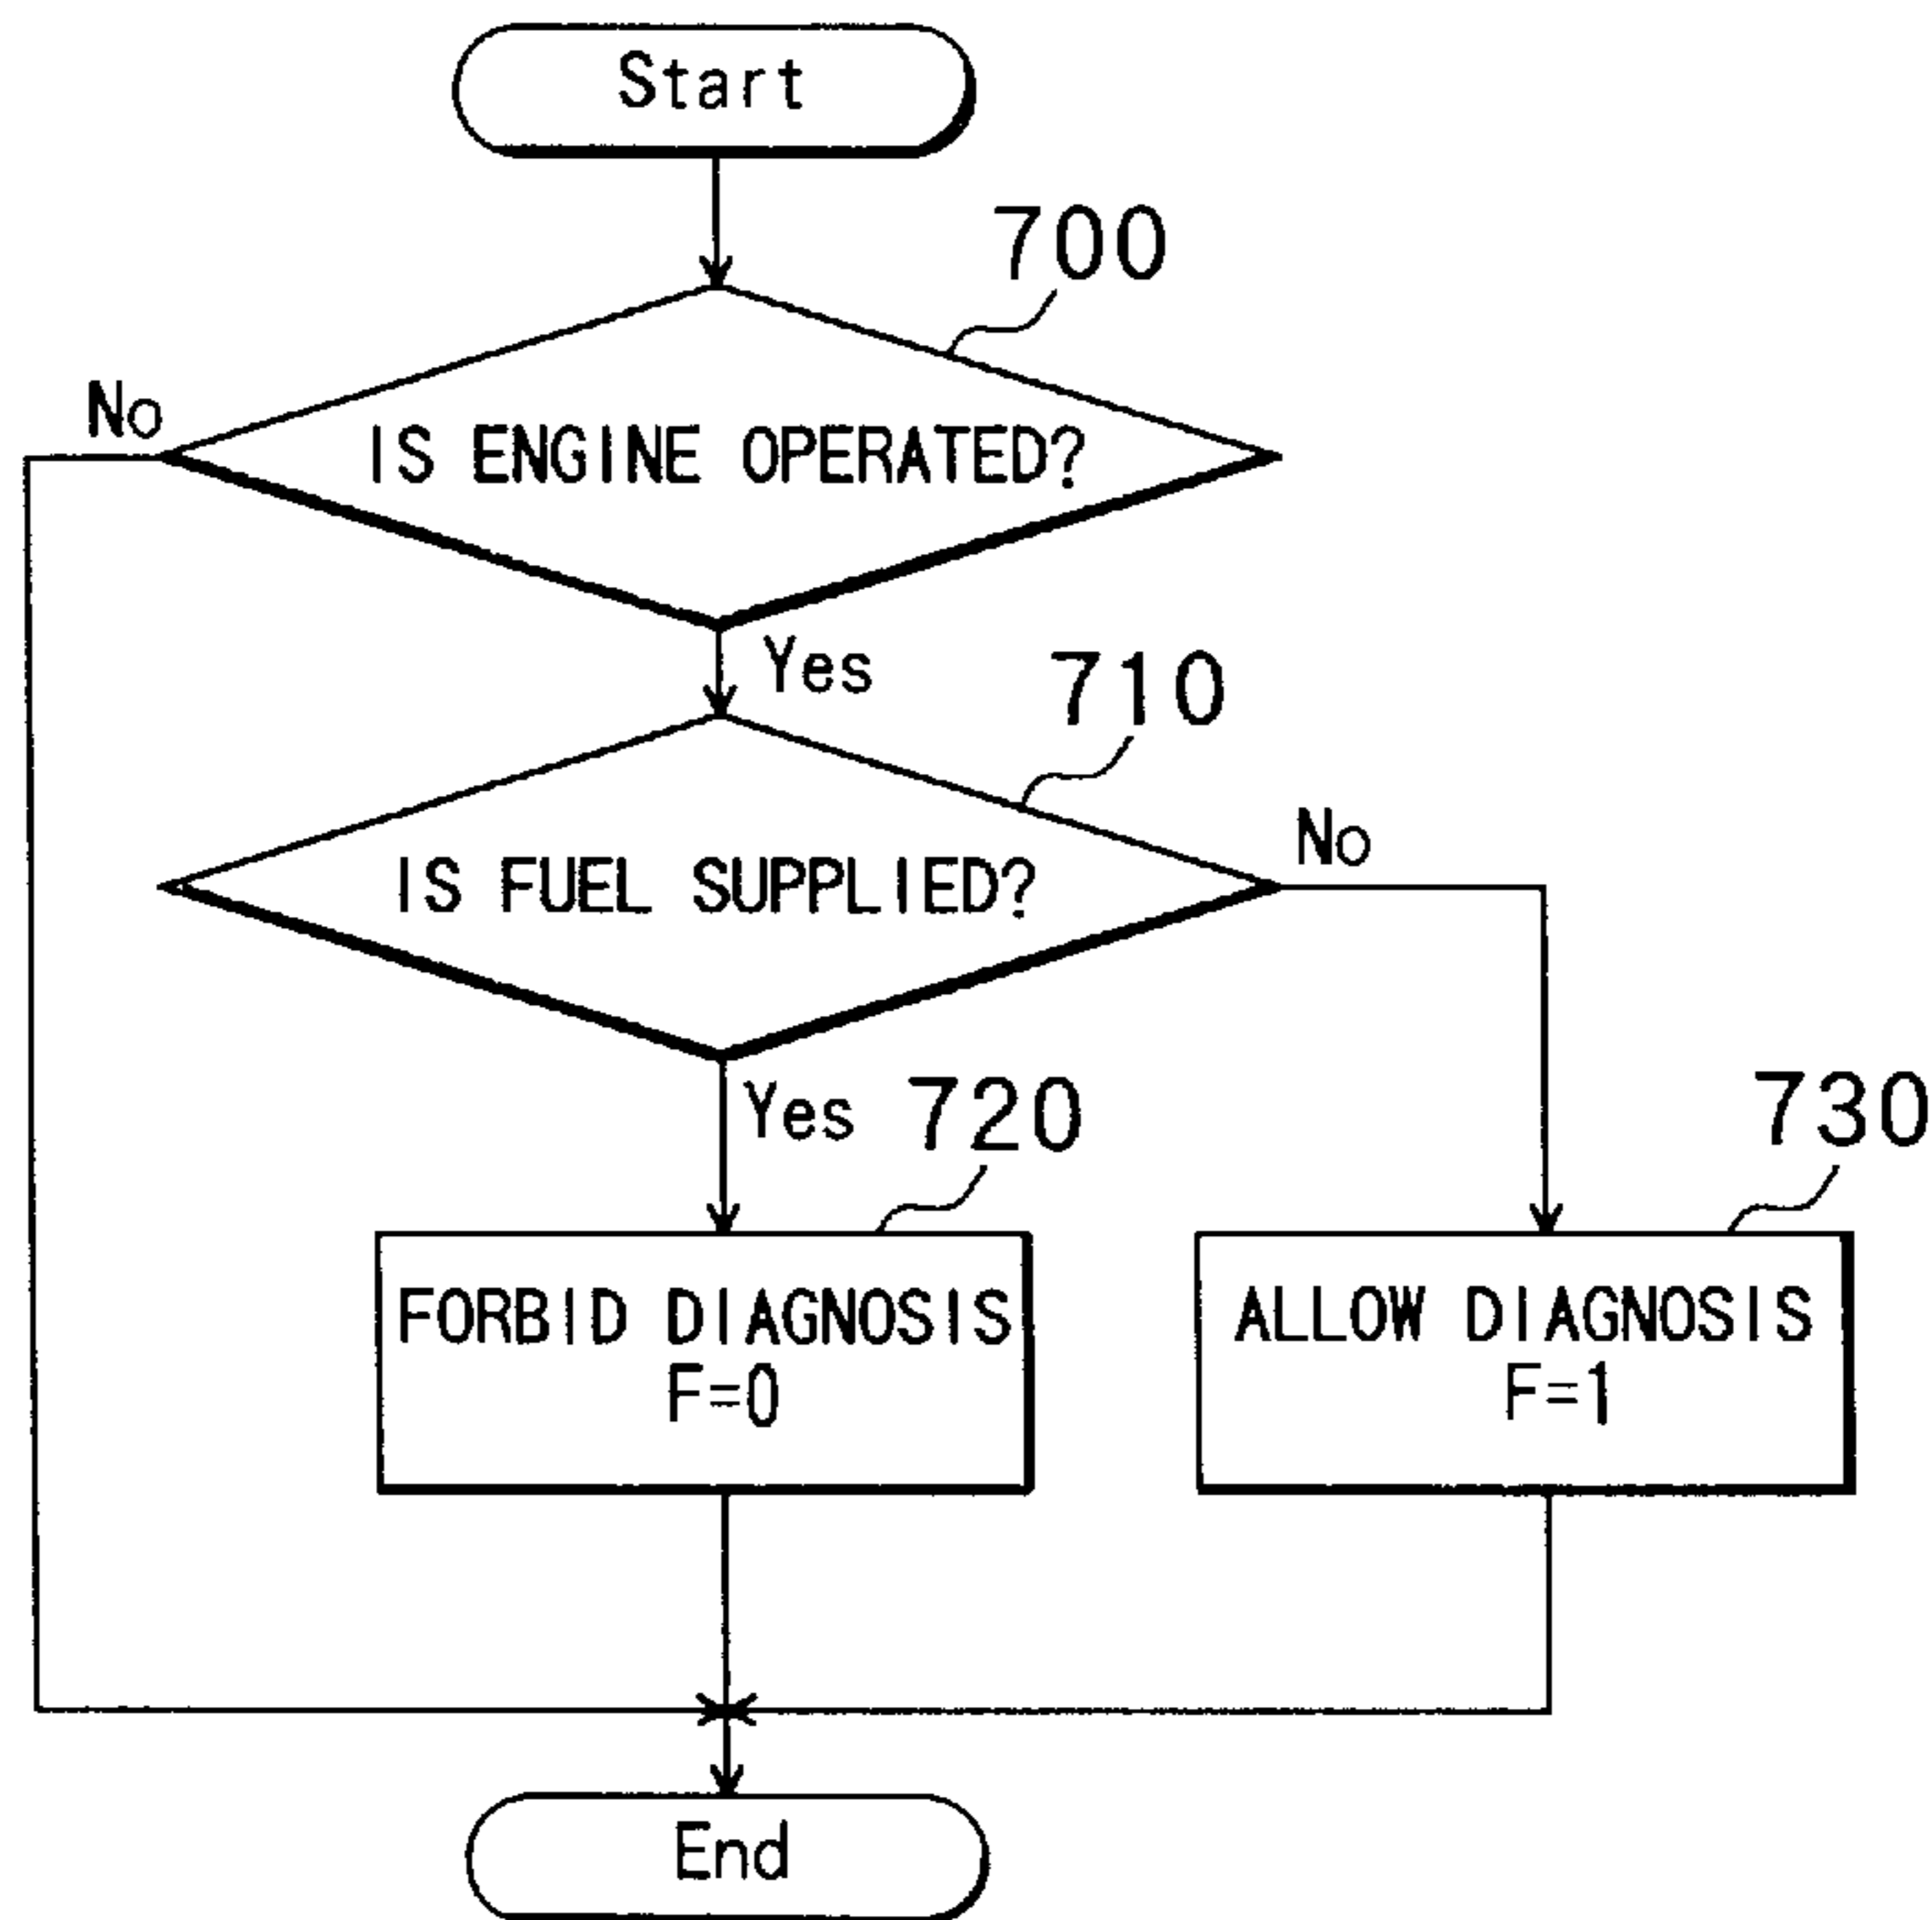 Start
700
No
IS ENGINE OPERATED?
Yes
710
No
IS FUEL SUPPLIED?
Yes
720
730
FORBID DIAGNOSIS
F=0
ALLOW DIAGNOSIS
F=1
End